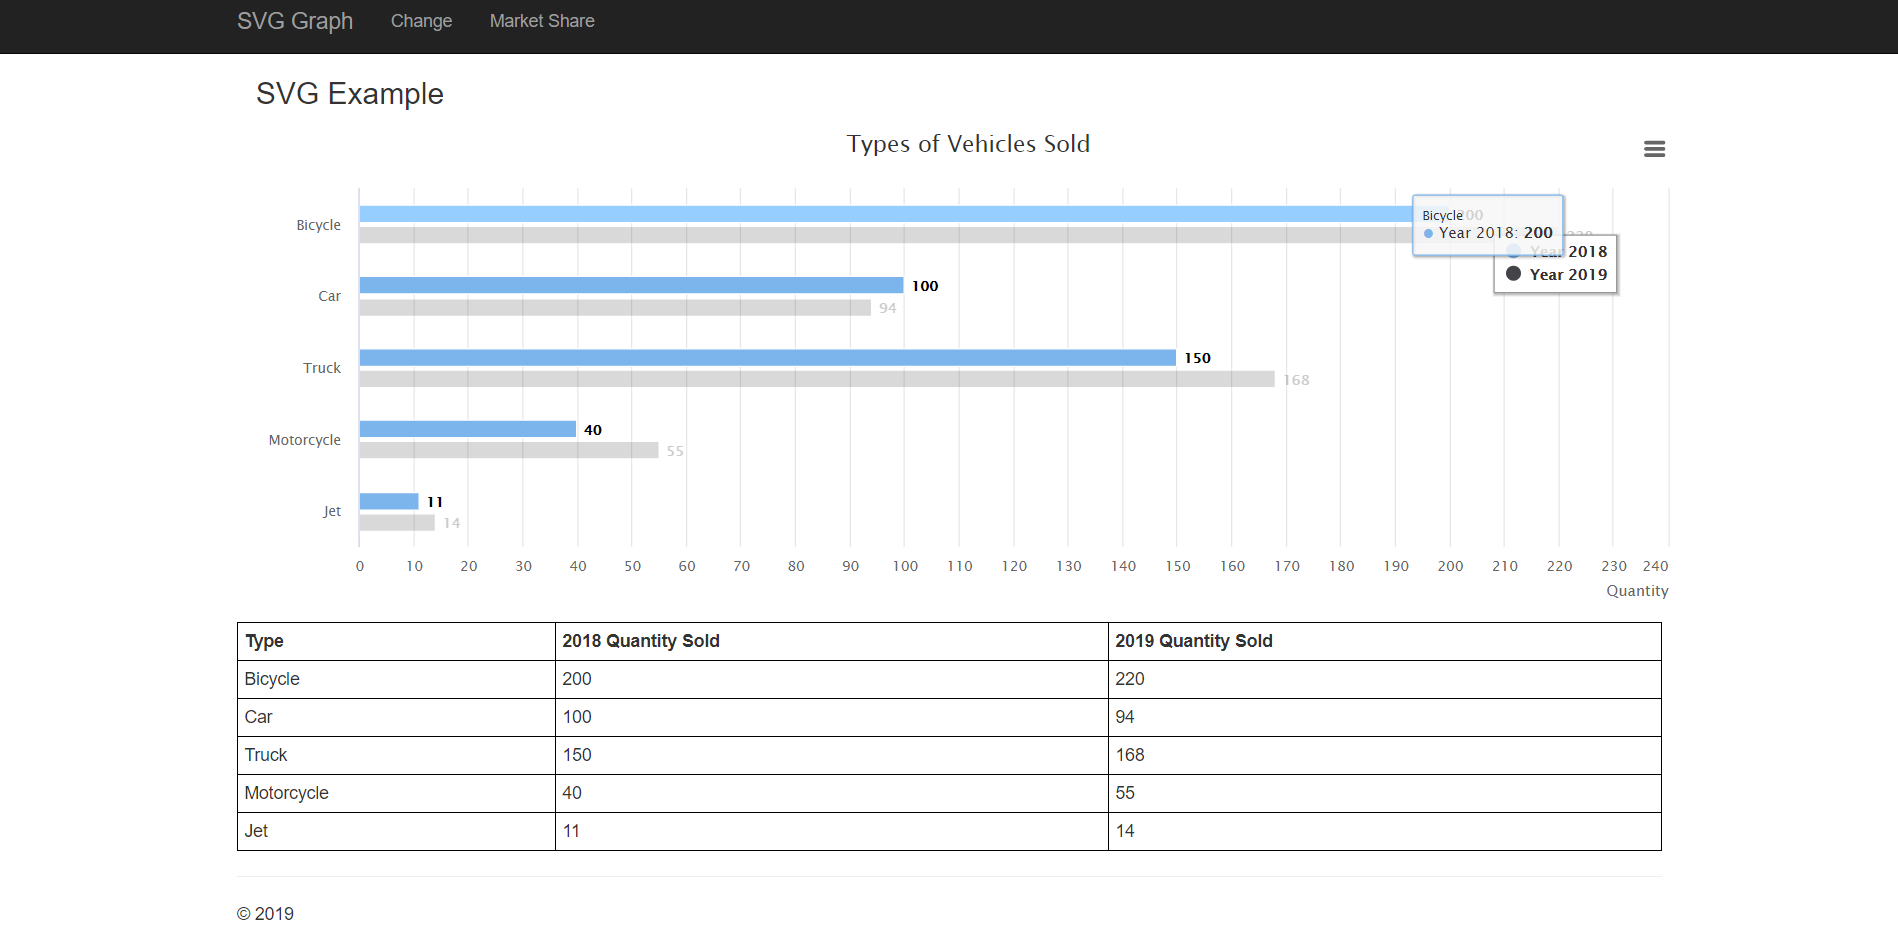 SVG Graph Change Market Share
SVG Example
Types of Vehicles Sold
Bicycle
200
220
Bicycle
Year 2018: 200
Year 2018
Year 2019
Car
100
94
Truck
150
168
Motorcycle
40
55
Jet
11
14
0 10 20 30 40 50 60 70 80 90 100 110 120 130 140 150 160 170 180 190 200 210 220 230 240
Quantity
Type 2018 Quantity Sold 2019 Quantity Sold
Bicycle 200 220
Car 100 94
Truck 150 168
Motorcycle 40 55
Jet 11 14
© 2019